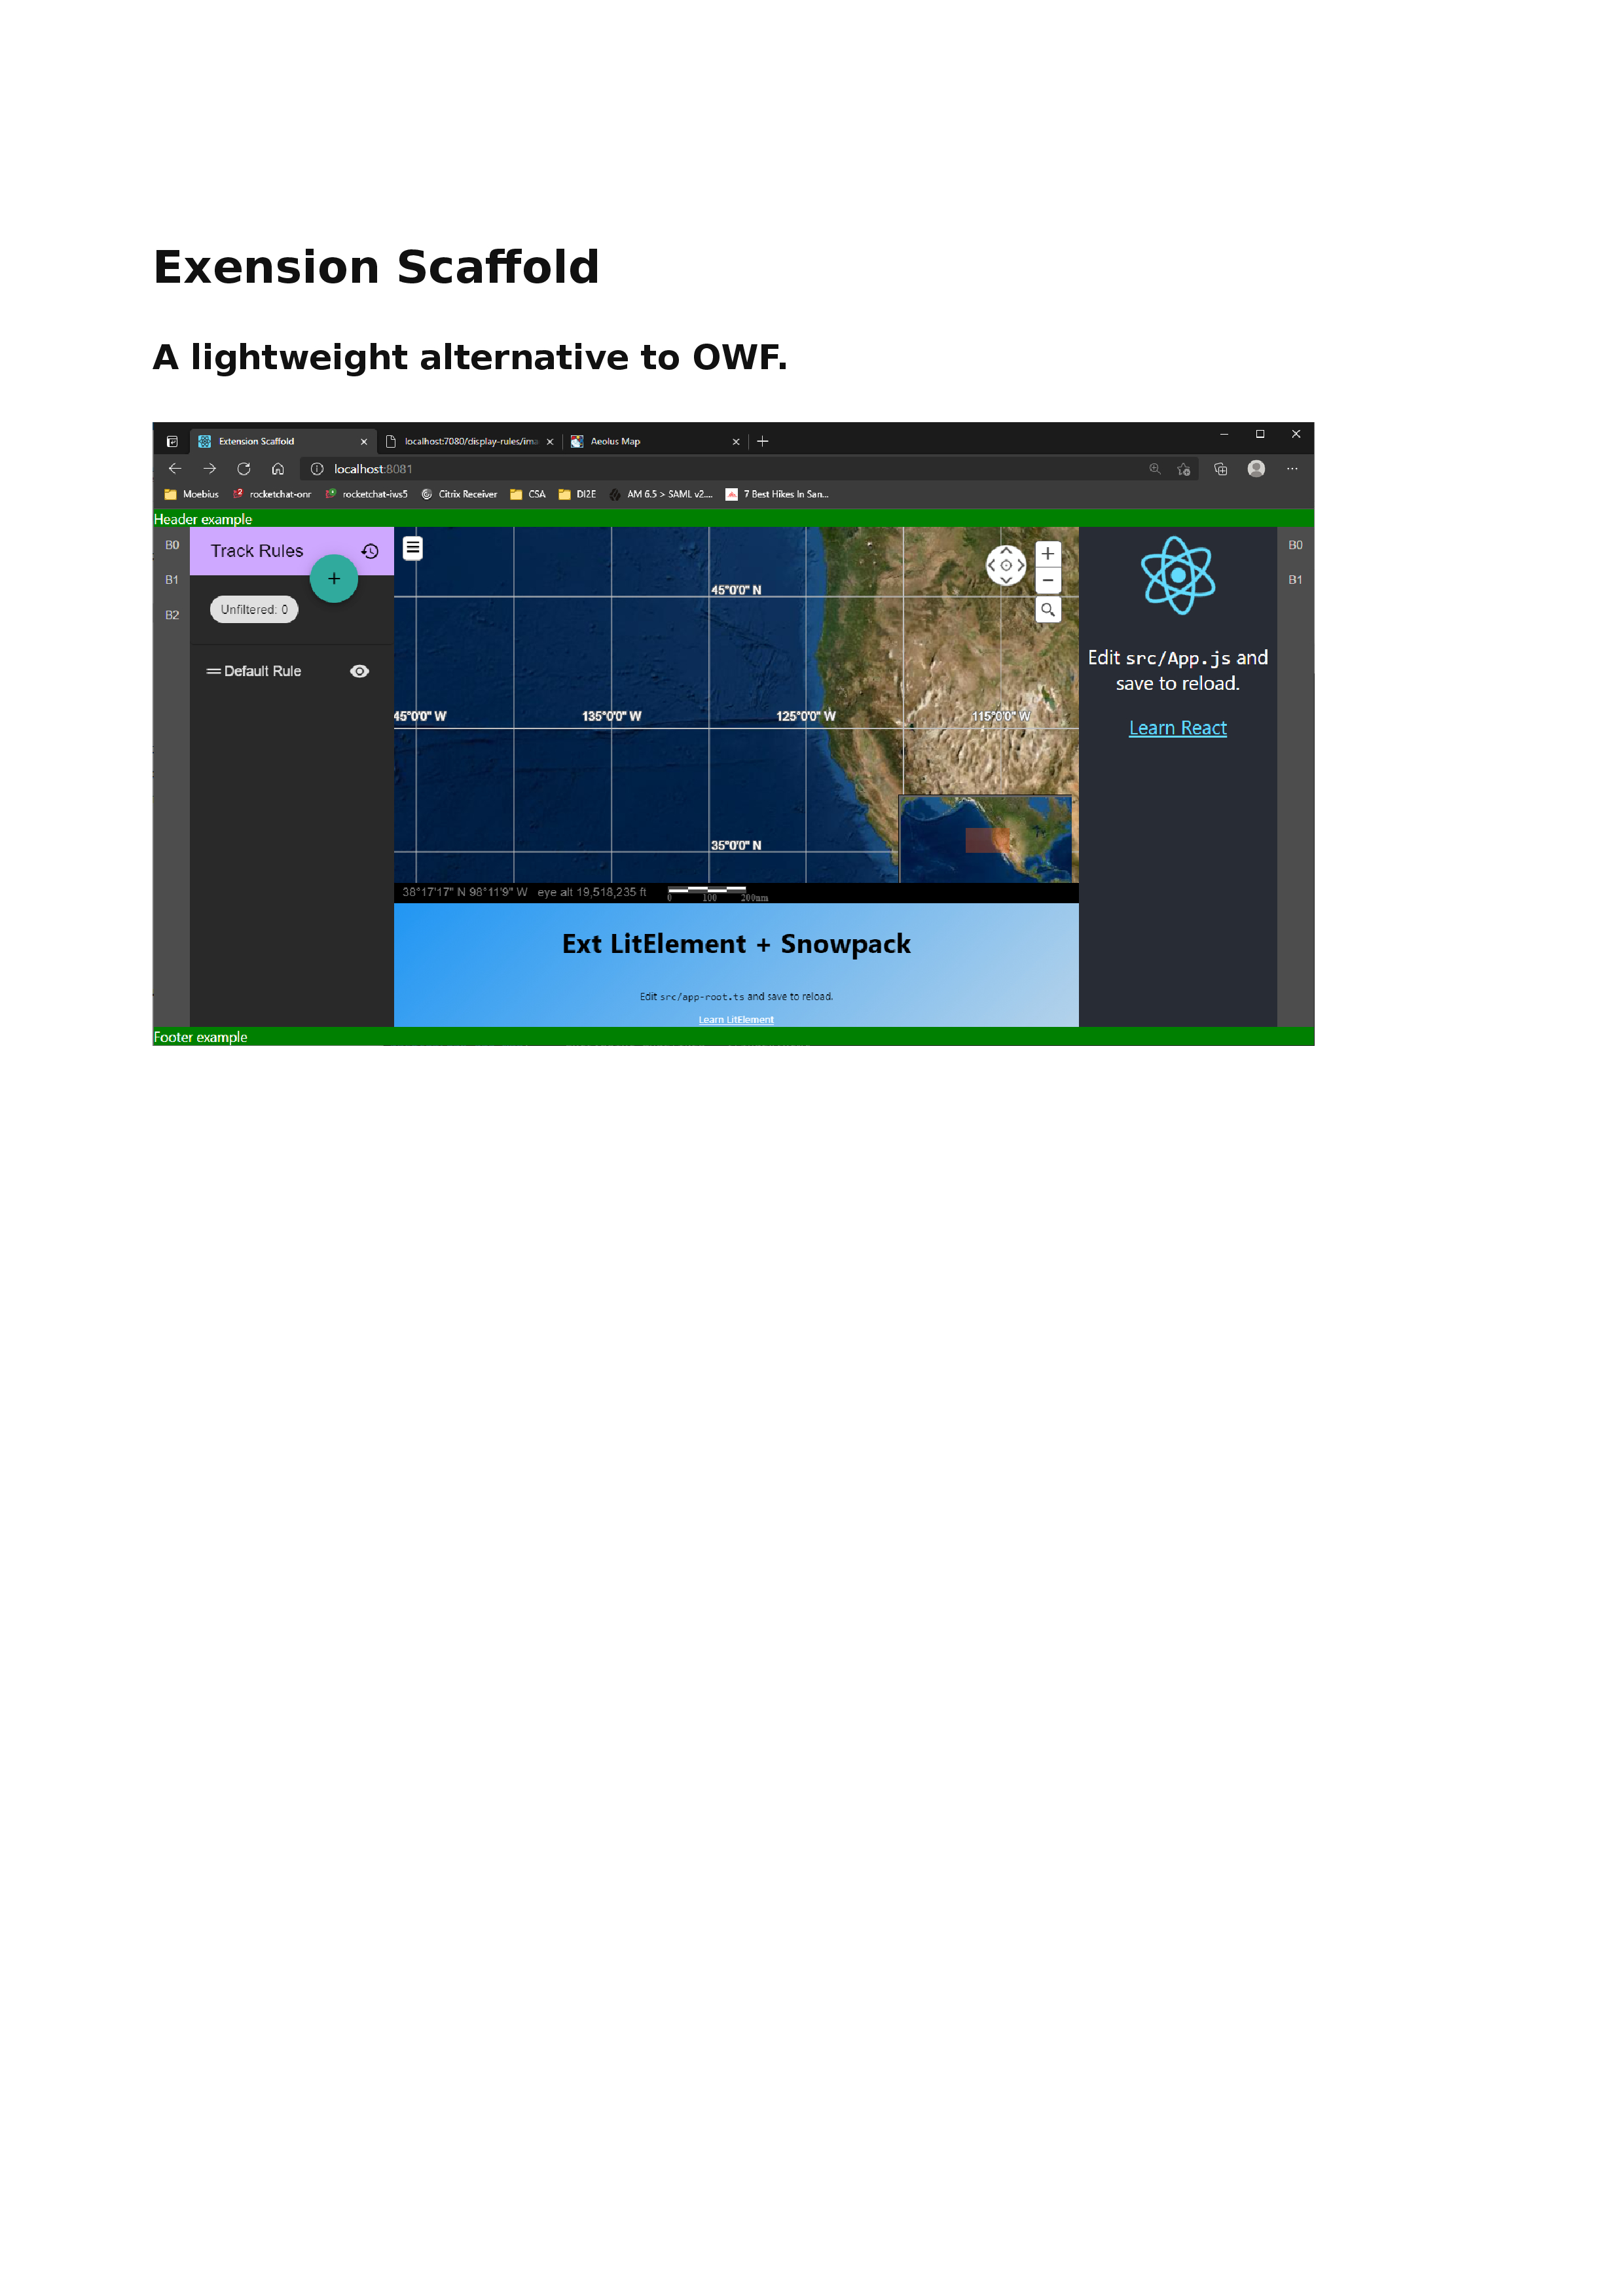 Exension Scaffold
A lightweight alternative to OWF.
Extension Scaffold
localhost:7080/display-rules/ima
Aeolus Map
localhost:8081
Moebius rocketchat-onr rocketchat-iws5 Citrix Receiver CSA DI2E AM 6.5 > SAML v2.... 7 Best Hikes In San...
Header example
B0
B1
B2
Track Rules
+
Unfiltered: 0
Default Rule
45°0'0" N
45°0'0" W 135°0'0" W 125°0'0" W 115°0'0" W
35°0'0" N
38°17'17" N 98°11'9" W eye alt 19,518,235 ft
0 100 200nm
Ext LitElement + Snowpack
Edit src/app-root.ts and save to reload.
Learn LitElement
Edit src/App.js and
save to reload.
Learn React
B0
B1
Footer example